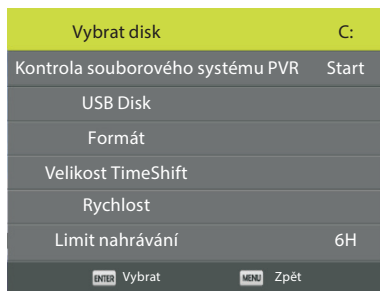 Vybrat disk C:
Kontrola souborového systému PVR Start
USB Disk
Formát
Velikost TimeShift
Rychlost
Limit nahrávání 6H
ENTER Vybrat MENU Zpět